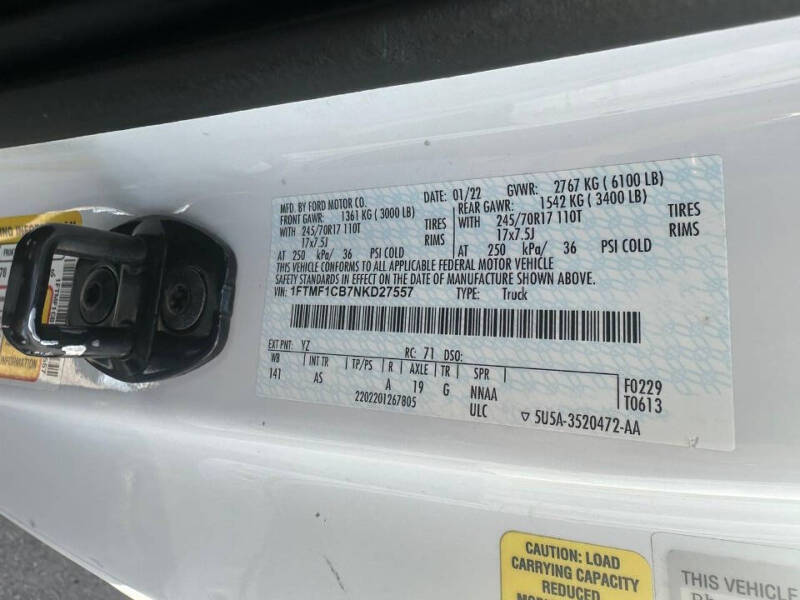 MFD. BY FORD MOTOR CO. DATE: 01/22 GVWR: 2767 KG ( 6100 LB)
FRONT GAWR: 1361 KG ( 3000 LB) REAR GAWR: 1542 KG ( 3400 LB)
WITH 245/70R17 110T TIRES WITH 245/70R17 110T TIRES
17x7.5J RIMS 17x7.5J RIMS
AT 250 kPa/ 36 PSI COLD AT 250 kPa/ 36 PSI COLD
THIS VEHICLE CONFORMS TO ALL APPLICABLE FEDERAL MOTOR VEHICLE
SAFETY STANDARDS IN EFFECT ON THE DATE OF MANUFACTURE SHOWN ABOVE.
VIN: 1FTMF1CB7NKD27557 TYPE: Truck
EXT PNT: YZ RC: 71 DSO:
WB INT TR TP/PS R AXLE TR SPR
141 AS A 19 G NNAA F0229
2202201267805 ULC T0613
▽ 5U5A-3520472-AA
CAUTION: LOAD
CARRYING CAPACITY
REDUCED
THIS VEHICLE